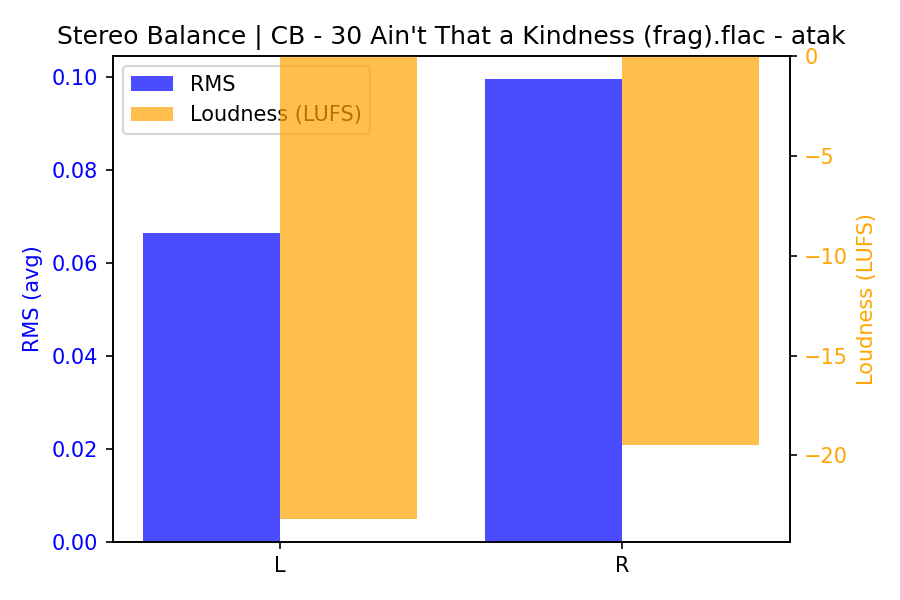 Stereo Balance | CB - 30 Ain't That a Kindness (frag).flac - atak
RMS
Loudness (LUFS)
0.10
0.08
0.06
0.04
0.02
0.00
RMS (avg)
0
−5
−10
−15
−20
Loudness (LUFS)
L
R